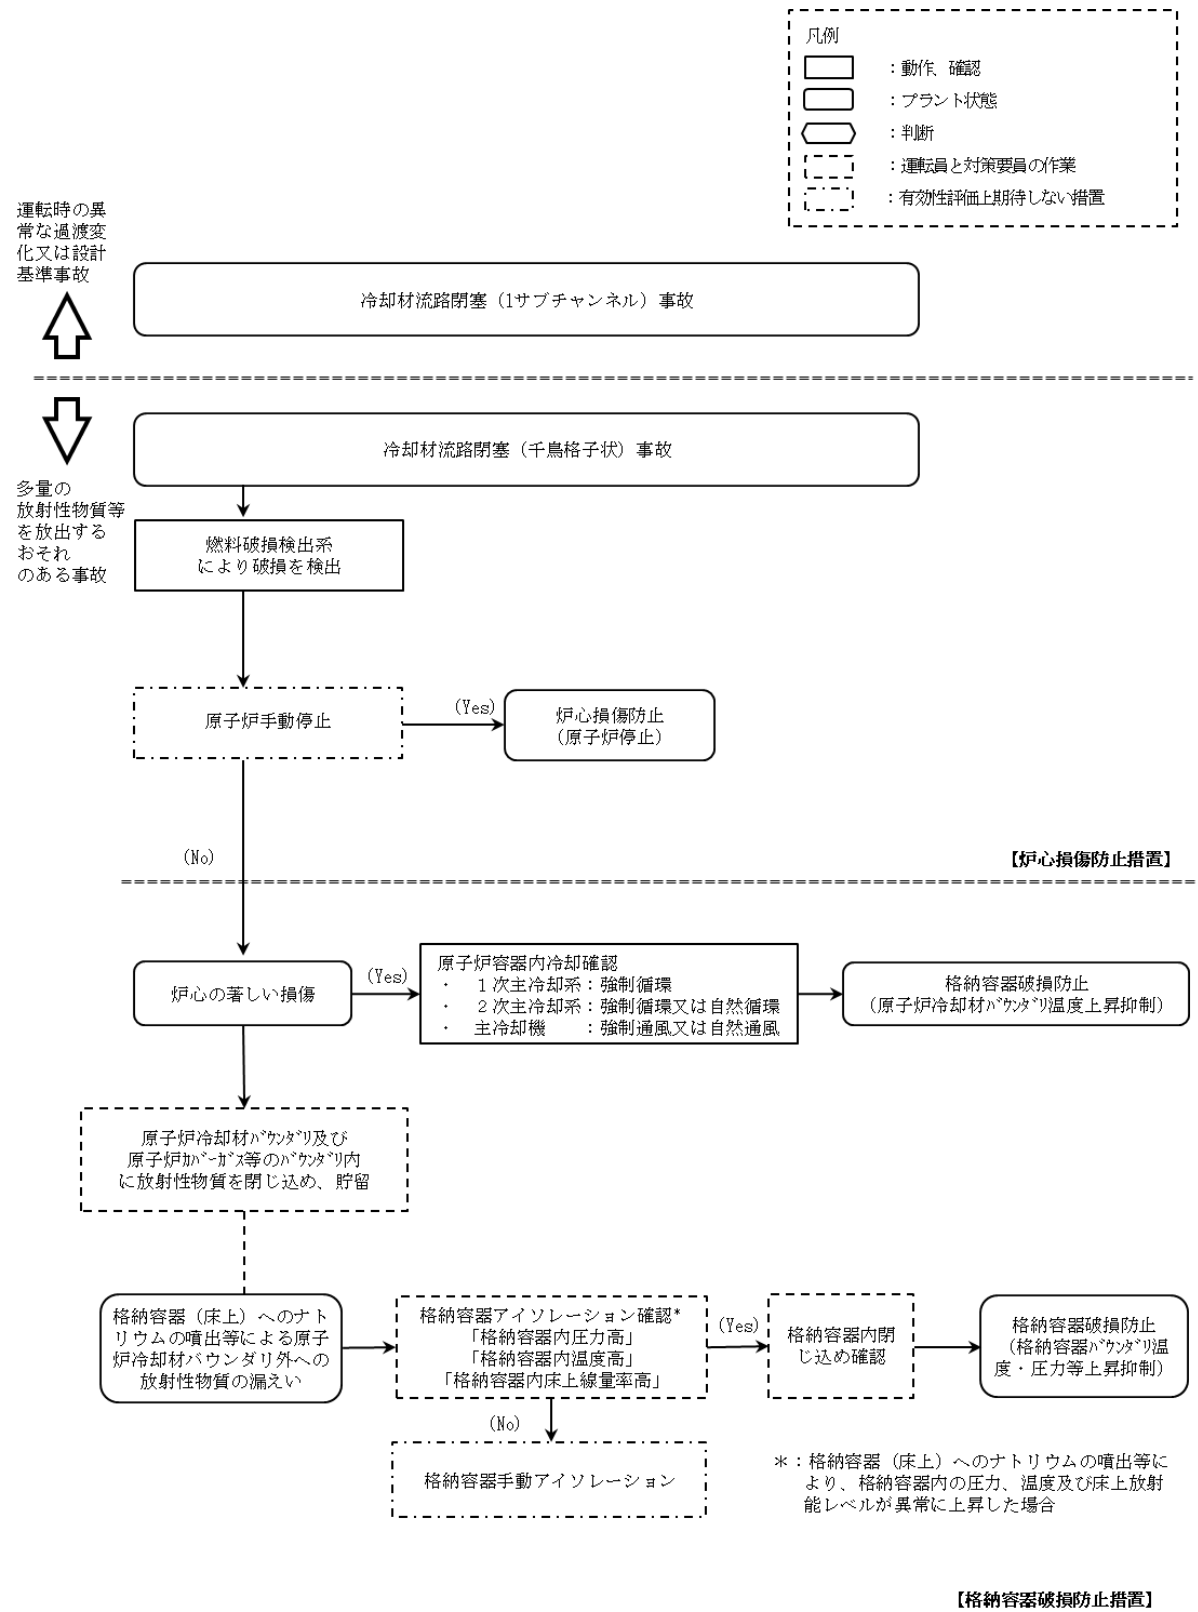 凡例
：動作、確認
：プラント状態
：判断
：運転員と対策要員の作業
：有効性評価上期待しない措置
運転時の異
常な過渡変
化又は設計
基準事故
冷却材流路閉塞（1サブチャンネル）事故
冷却材流路閉塞（千鳥格子状）事故
多量の
放射性物質等
を放出する
おそれ
のある事故
燃料破損検出系
により破損を検出
原子炉手動停止
(Yes)
炉心損傷防止
（原子炉停止）
(No)
【炉心損傷防止措置】
炉心の著しい損傷
(Yes)
原子炉容器内冷却確認
・　１次主冷却系：強制循環
・　２次主冷却系：強制循環又は自然循環
・　主冷却機　　：強制通風又は自然通風
格納容器破損防止
（原子炉冷却材ﾊﾞｳﾝﾀﾞﾘ温度上昇抑制）
原子炉冷却材ﾊﾞｳﾝﾀﾞﾘ及び
原子炉ｶﾊﾞｰｶﾞｽ等のﾊﾞｳﾝﾀﾞﾘ内
に放射性物質を閉じ込め、貯留
格納容器（床上）へのナト
リウムの噴出等による原子
炉冷却材バウンダリ外への
放射性物質の漏えい
格納容器アイソレーション確認*
「格納容器内圧力高」
「格納容器内温度高」
「格納容器内床上線量率高」
(Yes)
格納容器内閉
じ込め確認
格納容器破損防止
（格納容器ﾊﾞｳﾝﾀﾞﾘ温
度・圧力等上昇抑制）
(No)
格納容器手動アイソレーション
＊：格納容器（床上）へのナトリウムの噴出等に
より、格納容器内の圧力、温度及び床上放射
能レベルが異常に上昇した場合
【格納容器破損防止措置】